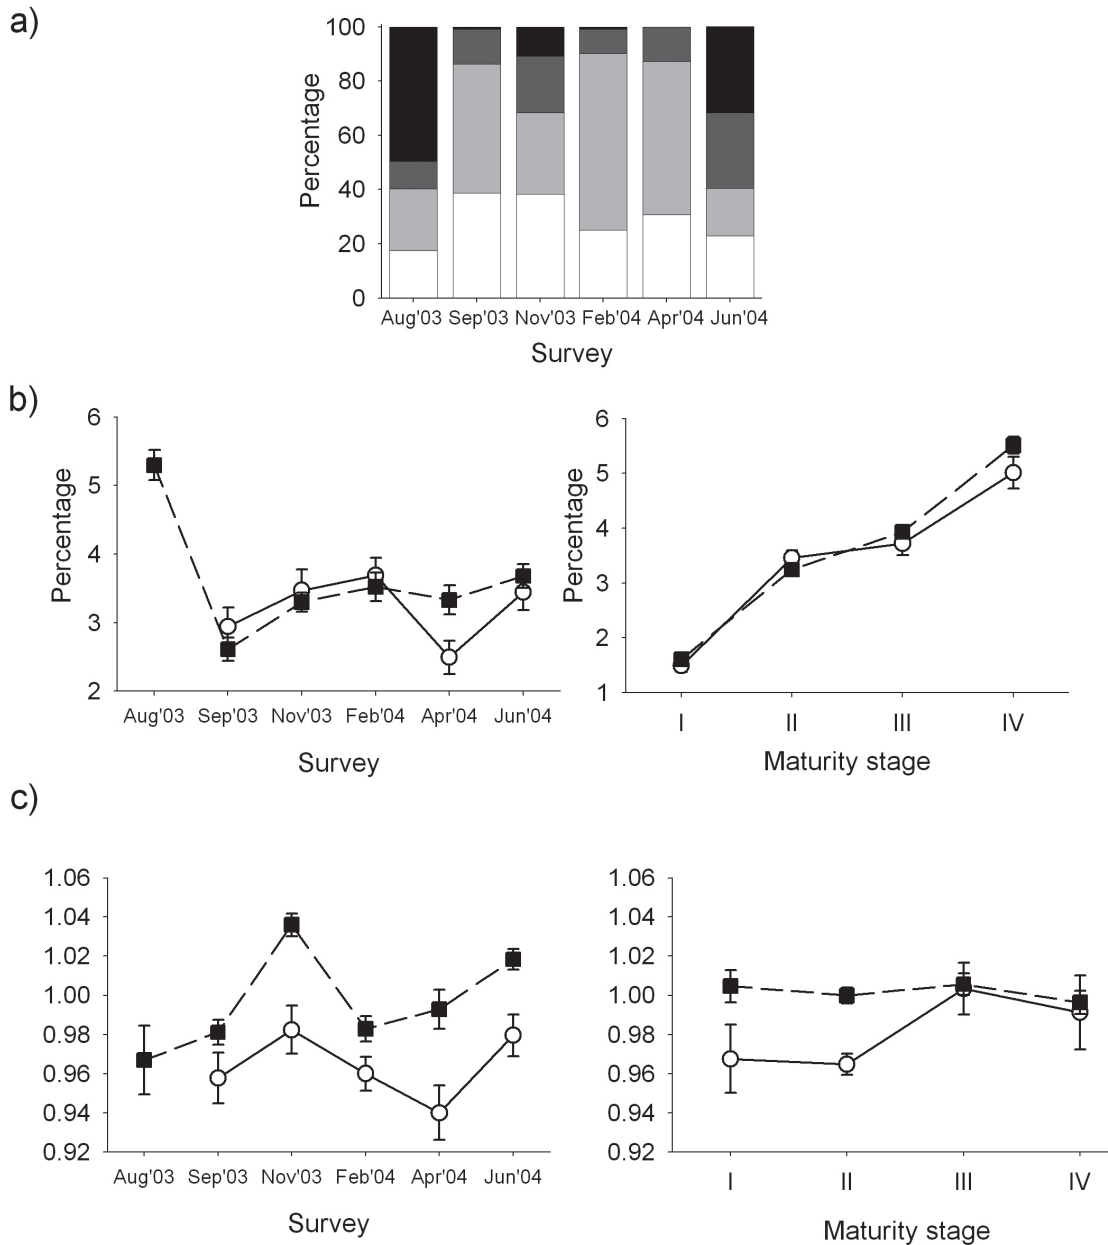 a)
Percentage
100
80
60
40
20
0
Aug'03 Sep'03 Nov'03 Feb'04 Apr'04 Jun'04
Survey
b)
Percentage
6
5
4
3
2
Aug'03 Sep'03 Nov'03 Feb'04 Apr'04 Jun'04
Survey
Percentage
6
5
4
3
2
1
I II III IV
Maturity stage
c)
1.06
1.04
1.02
1.00
0.98
0.96
0.94
0.92
Aug'03 Sep'03 Nov'03 Feb'04 Apr'04 Jun'04
Survey
1.06
1.04
1.02
1.00
0.98
0.96
0.94
0.92
I II III IV
Maturity stage